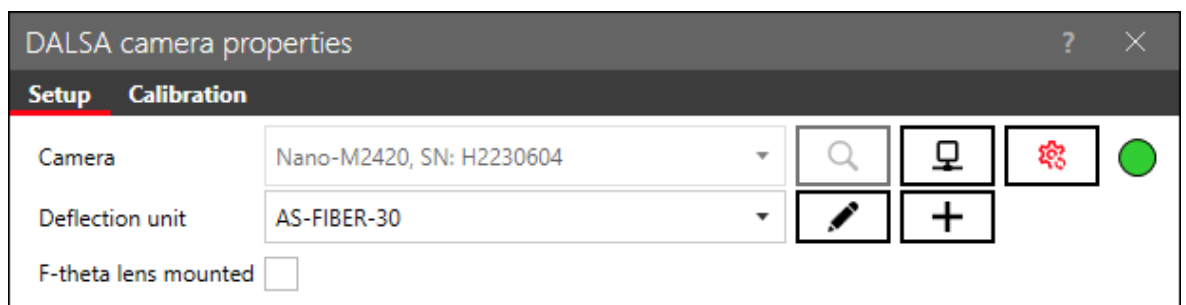 DALSA camera properties ?
Setup Calibration
Camera Nano-M2420, SN: H2230604
Deflection unit AS-FIBER-30
F-theta lens mounted